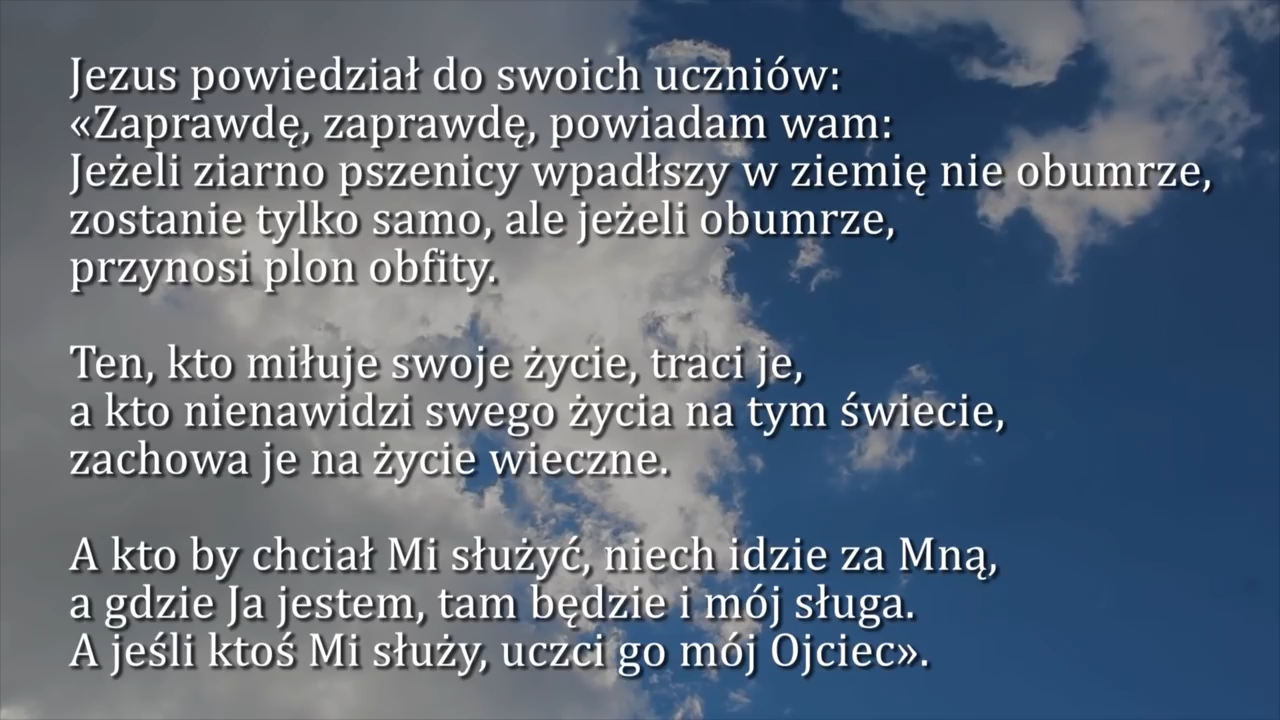 Jezus powiedział do swoich uczniów:
«Zaprawdę, zaprawdę, powiadam wam:
Jeżeli ziarno pszenicy wpadłszy w ziemię nie obumrze,
zostanie tylko samo, ale jeżeli obumrze,
przynosi plon obfity.
Ten, kto miłuje swoje życie, traci je,
a kto nienawidzi swego życia na tym świecie,
zachowa je na życie wieczne.
A kto by chciał Mi służyć, niech idzie za Mną,
a gdzie Ja jestem, tam będzie i mój sługa.
A jeśli ktoś Mi służy, uczci go mój Ojciec».